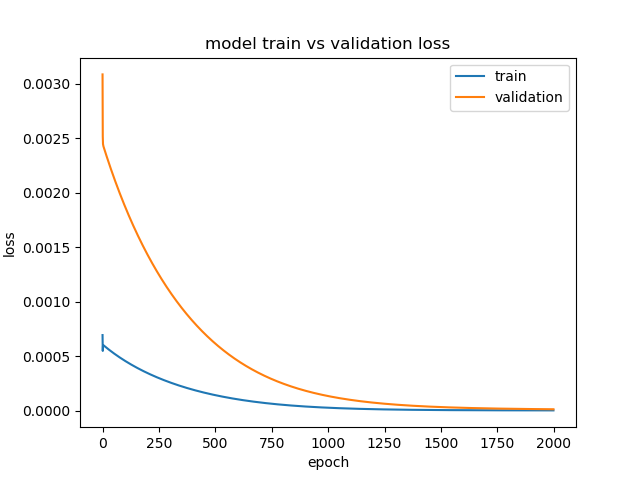 model train vs validation loss
train
validation
0.0030
0.0025
0.0020
0.0015
0.0010
0.0005
0.0000
loss
0 250 500 750 1000 1250 1500 1750 2000
epoch